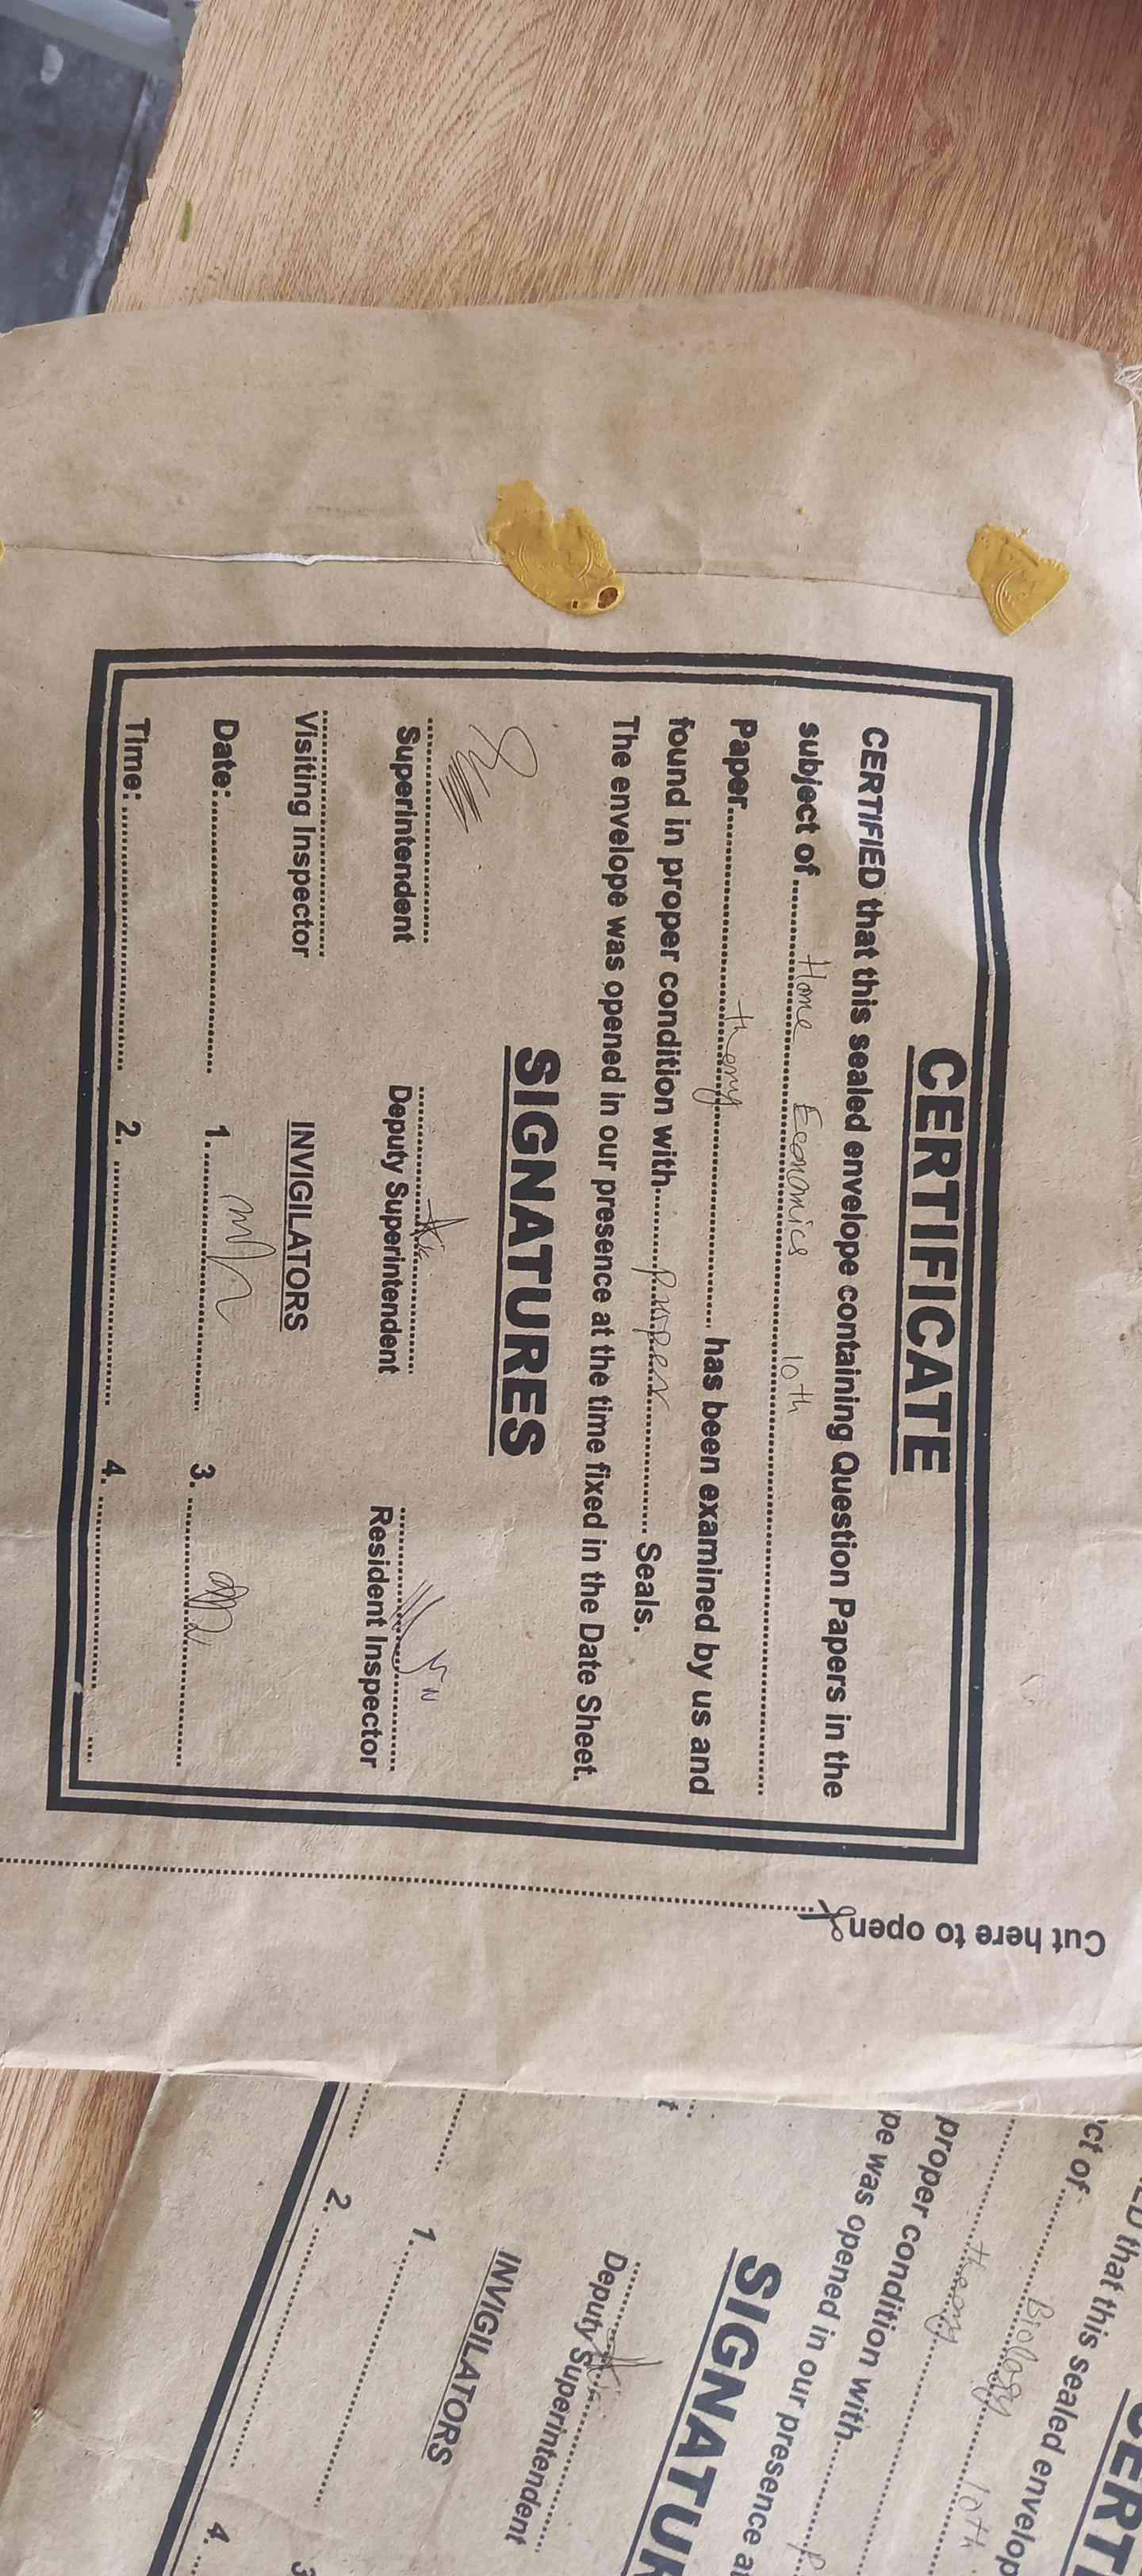 CERTIFICATE
CERTIFIED that this sealed envelope containing Question Papers in the
subject of Home Economics 10th
Paper theory has been examined by us and
found in proper condition with proper Seals.
The envelope was opened in our presence at the time fixed in the Date Sheet.
SIGNATURES
Superintendent Deputy Superintendent Resident Inspector
Visiting Inspector INVIGILATORS
Date: 1. 3.
Time: 2. 4.
Cut here to open
CERT
ED that this sealed envelop
ct of Biology 10th
theory
proper condition with P
pe was opened in our presence a
SIGNATUR
Deputy Superintendent
INVIGILATORS
1. 3
2. 4.